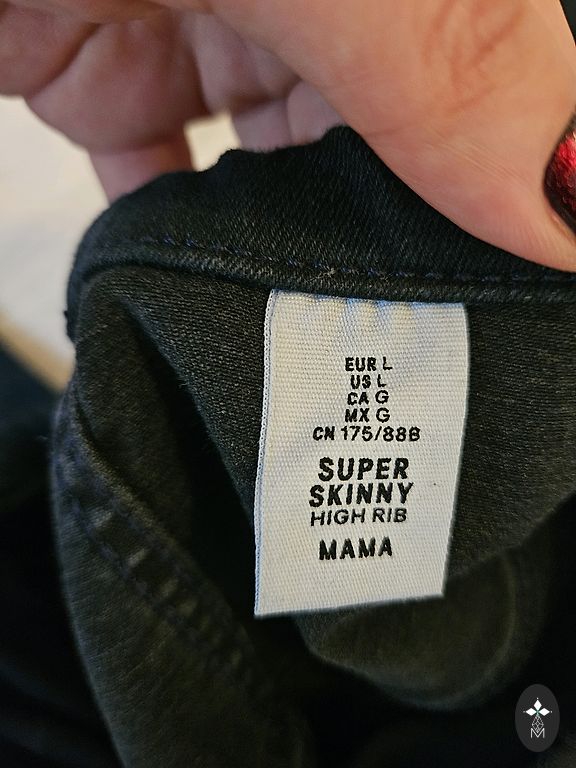 EUR L
US L
CA G
MX G
CN 175/88B
SUPER
SKINNY
HIGH RIB
MAMA
M